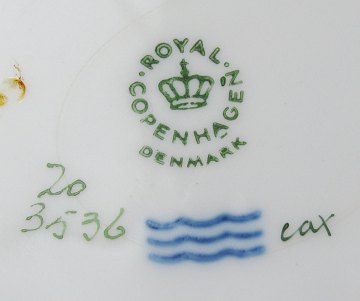 ROYAL
COPENHAGEN
DENMARK
20
3536
cax